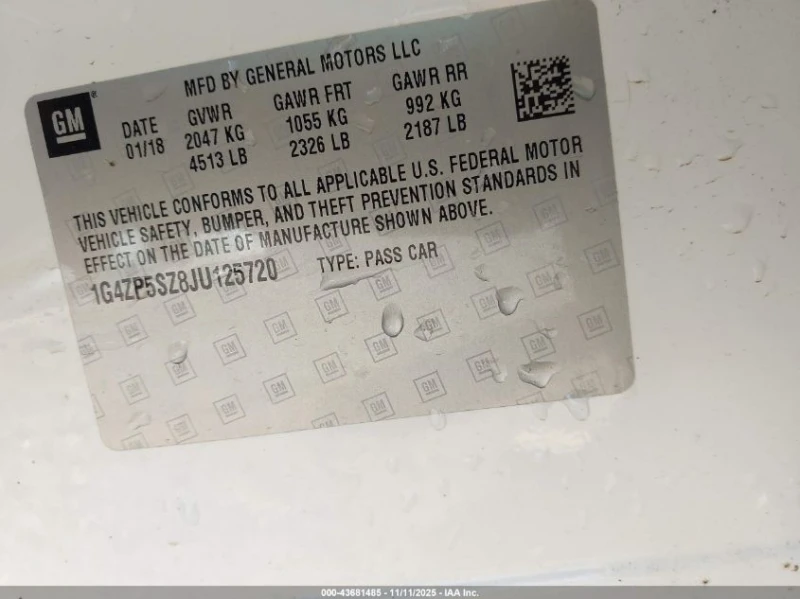 GM
MFD BY GENERAL MOTORS LLC
DATE GVWR GAWR FRT GAWR RR
01/18 2047 KG 1055 KG 992 KG
4513 LB 2326 LB 2187 LB
THIS VEHICLE CONFORMS TO ALL APPLICABLE U.S. FEDERAL MOTOR
VEHICLE SAFETY, BUMPER, AND THEFT PREVENTION STANDARDS IN
EFFECT ON THE DATE OF MANUFACTURE SHOWN ABOVE.
1G4ZP5SZ8JU125720 TYPE: PASS CAR
000-43681485 - 11/11/2025 - IAA Inc.